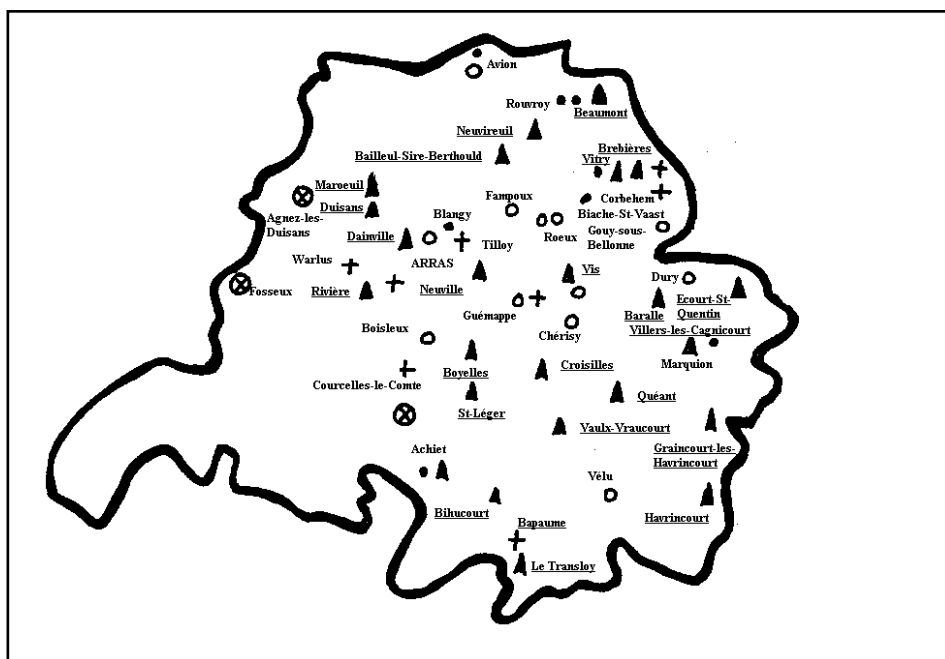 Avion
Rouvroy
Beaumont
Neuvireuil
Bailleul-Sire-Berthould
Brebières
Vitry
Maroeuil
Corbehem
Duisans
Fampoux
Biache-St-Vaast
Agnez-les-
Duisans
Blangy
Roeux
Gouy-sous-
Bellonne
Dainville
Tilloy
Warlus
ARRAS
Vis
Dury
Fosseux
Rivière
Neuville
Ecourt-St-
Quentin
Guémappe
Baralle
Boisleux
Chérisy
Villers-les-Cagnicourt
Marquion
Boyelles
Croisilles
Courcelles-le-Comte
Quéant
St-Léger
Vaulx-Vraucourt
Graincourt-les-
Havrincourt
Achiet
Vélu
Bihucourt
Havrincourt
Bapaume
Le Transloy